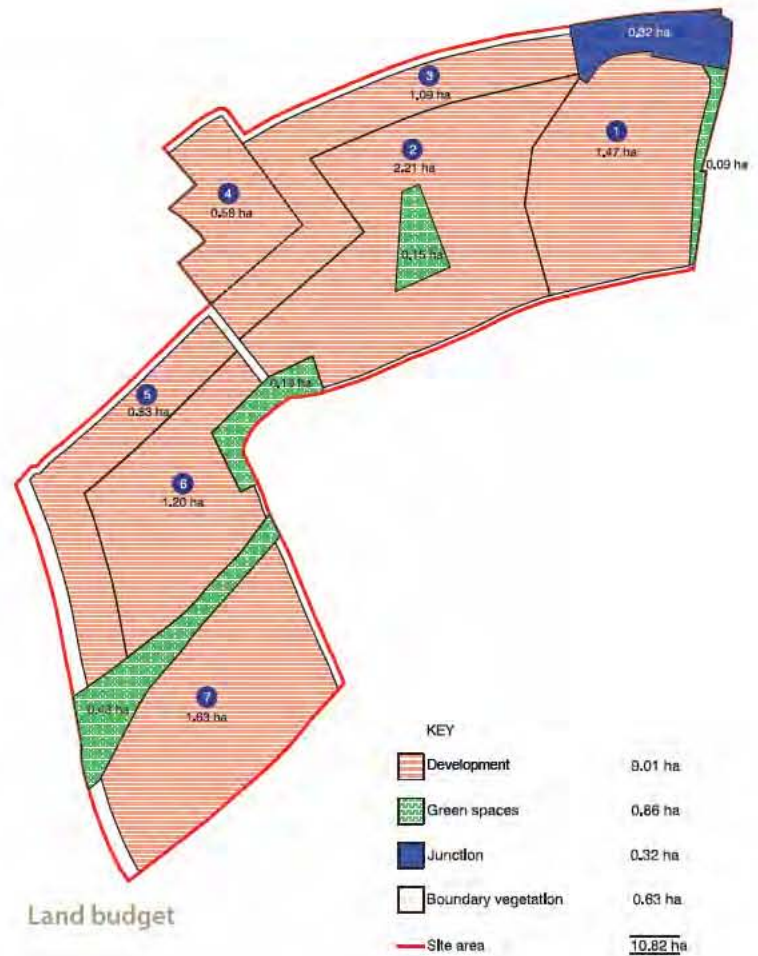 0.32 ha
3
1.09 ha
1
1.47 ha
2
2.21 ha
0.09 ha
4
0.58 ha
0.15 ha
0.19 ha
5
0.83 ha
6
1.20 ha
7
1.63 ha
0.43 ha
KEY
Development 9.01 ha
Green spaces 0.86 ha
Junction 0.32 ha
Boundary vegetation 0.63 ha
Site area 10.82 ha
Land budget